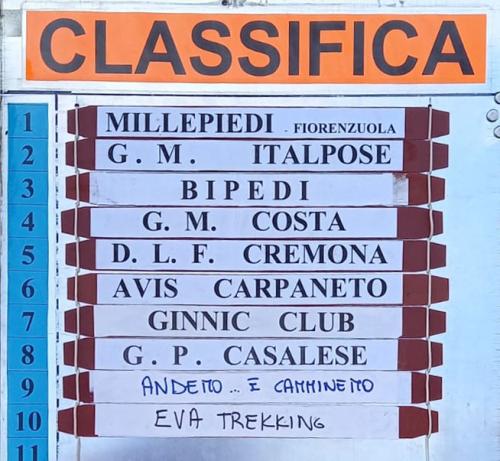 CLASSIFICA
1 MILLEPIEDI - FIORENZUOLA
2 G. M. ITALPOSE
3 BIPEDI
4 G. M. COSTA
5 D. L. F. CREMONA
6 AVIS CARPANETO
7 GINNIC CLUB
8 G. P. CASALESE
9 ANDEMO... E CAMMINEMO
10 EVA TREKKING
11